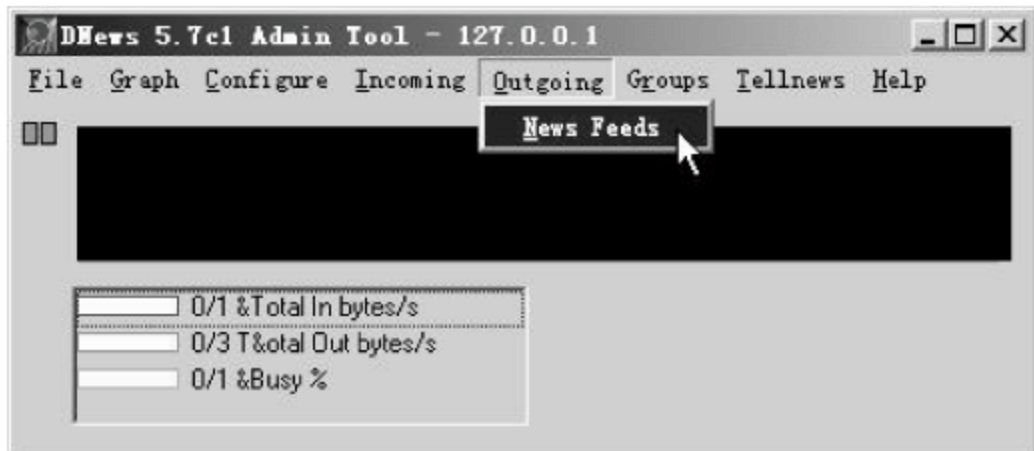 DNews 5.7c1 Admin Tool - 127.0.0.1
File Graph Configure Incoming Outgoing Groups Tellnews Help
News Feeds
0/1 &Total In bytes/s
0/3 T&otal Out bytes/s
0/1 &Busy %